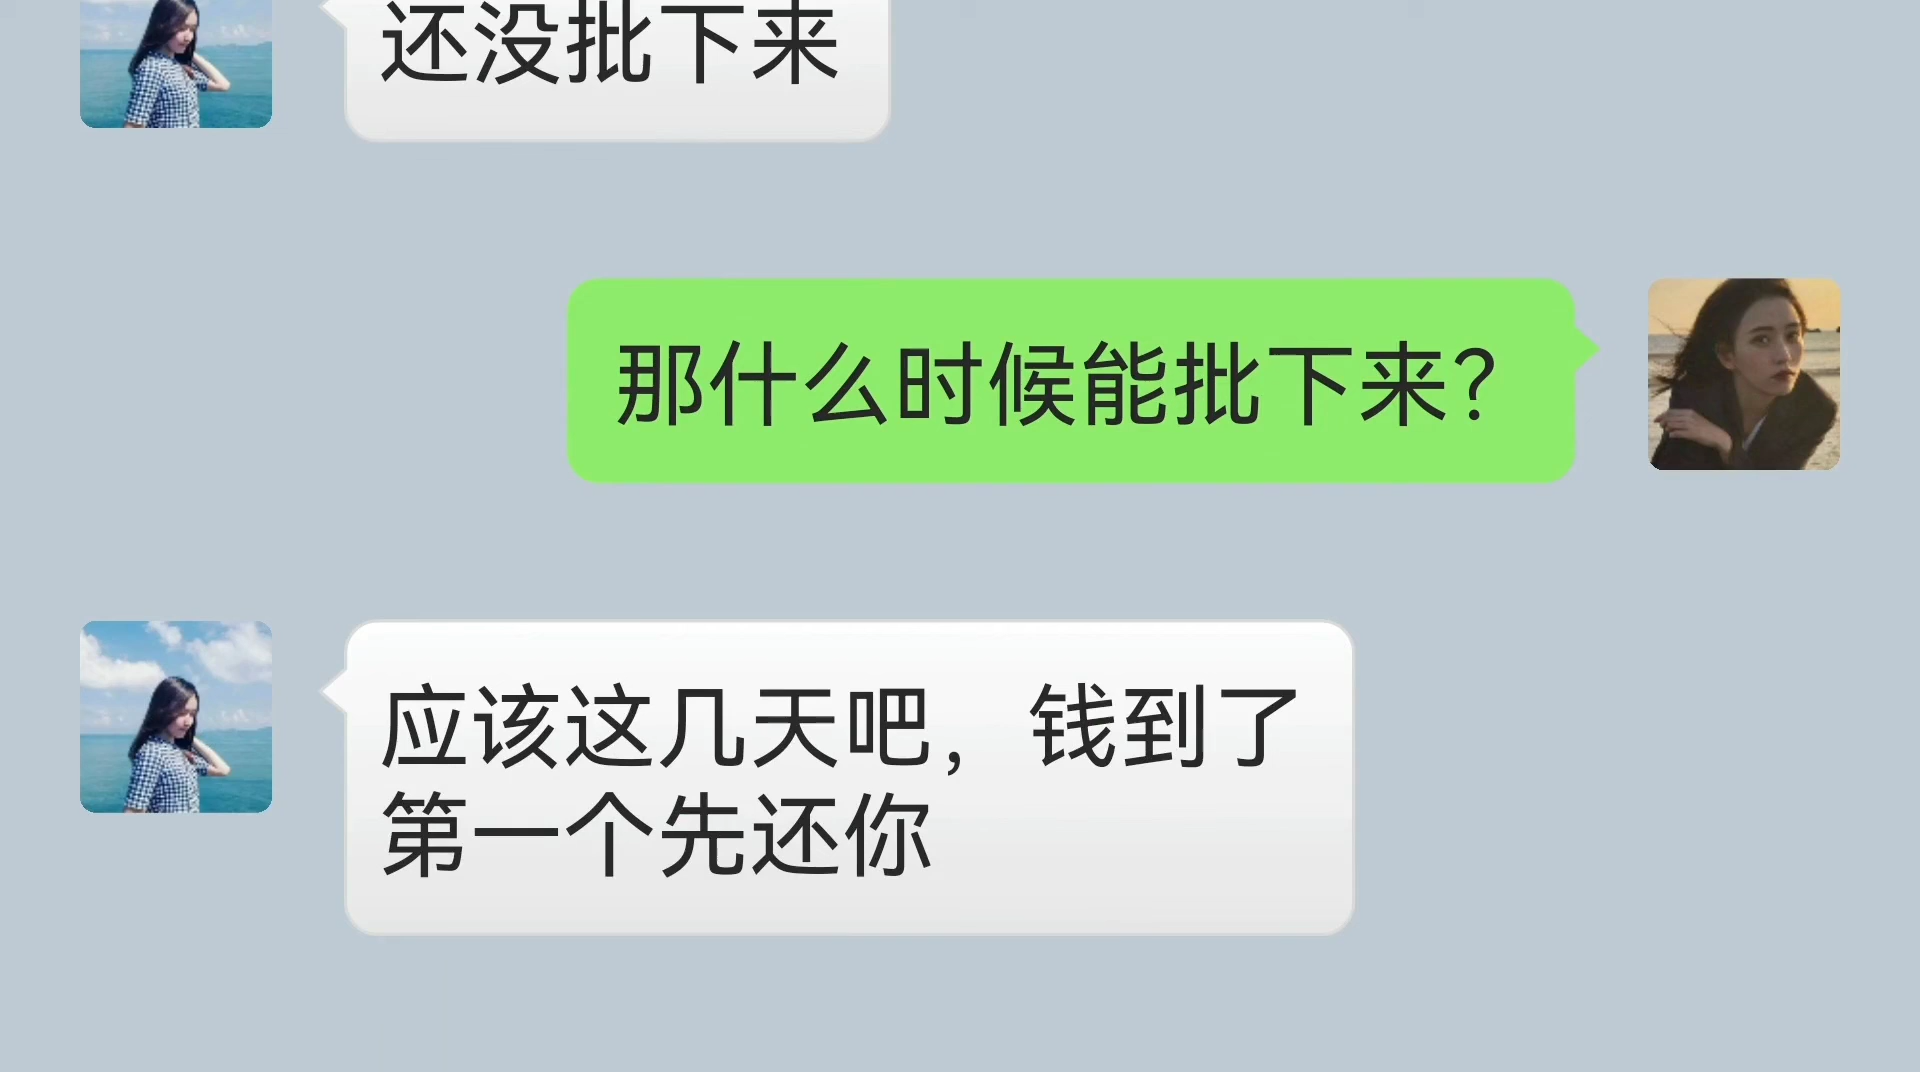 还没批下来
那什么时候能批下来?
应该这几天吧，钱到了
第一个先还你